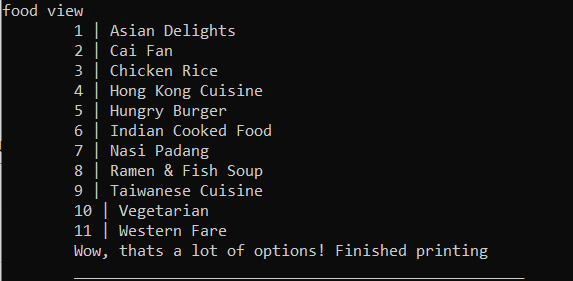 food view
1 | Asian Delights
2 | Cai Fan
3 | Chicken Rice
4 | Hong Kong Cuisine
5 | Hungry Burger
6 | Indian Cooked Food
7 | Nasi Padang
8 | Ramen & Fish Soup
9 | Taiwanese Cuisine
10 | Vegetarian
11 | Western Fare
Wow, thats a lot of options! Finished printing